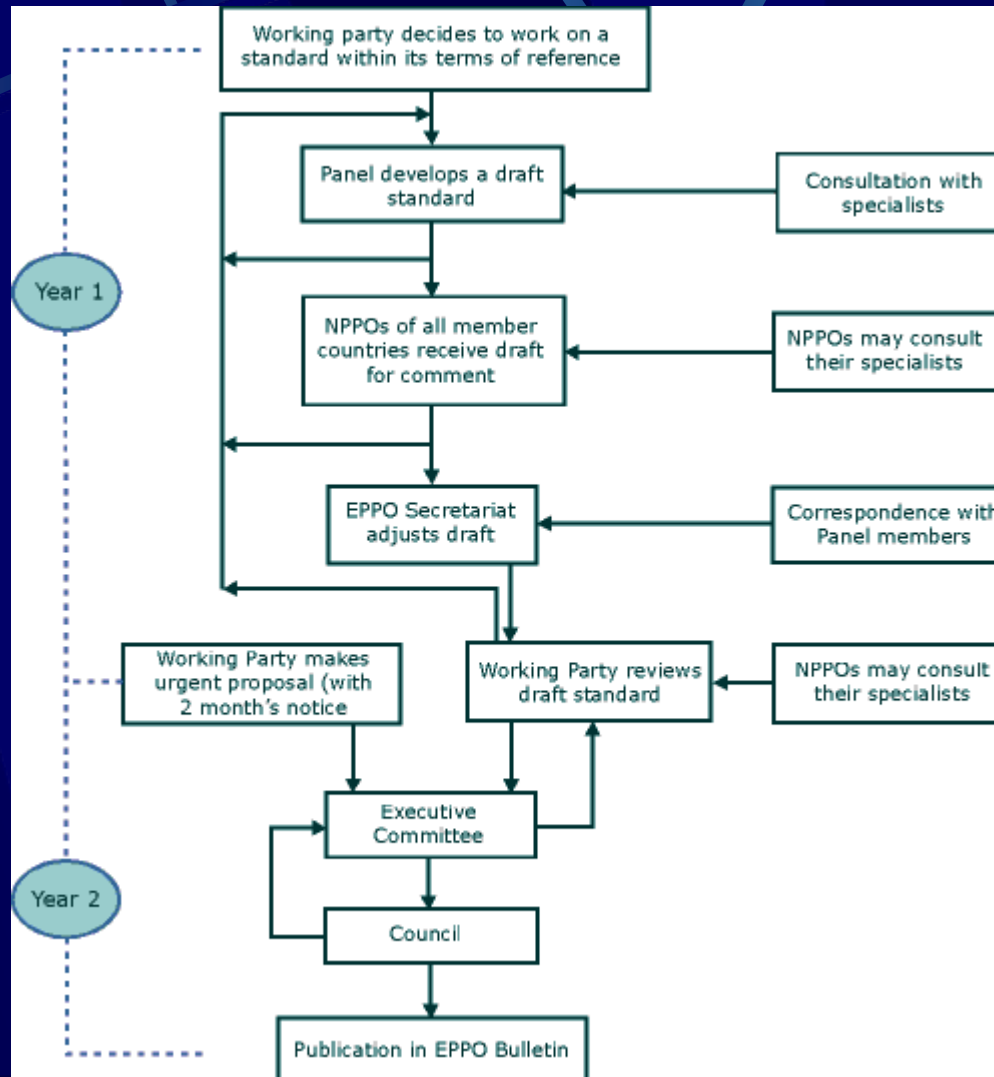 Working party decides to work on a
standard within its terms of reference
Panel develops a draft
standard
Consultation with
specialists
Year 1
NPPOs of all member
countries receive draft
for comment
NPPOs may consult
their specialists
EPPO Secretariat
adjusts draft
Correspondence with
Panel members
Working Party makes
urgent proposal (with
2 month's notice
Working Party reviews
draft standard
NPPOs may consult
their specialists
Executive
Committee
Year 2
Council
Publication in EPPO Bulletin